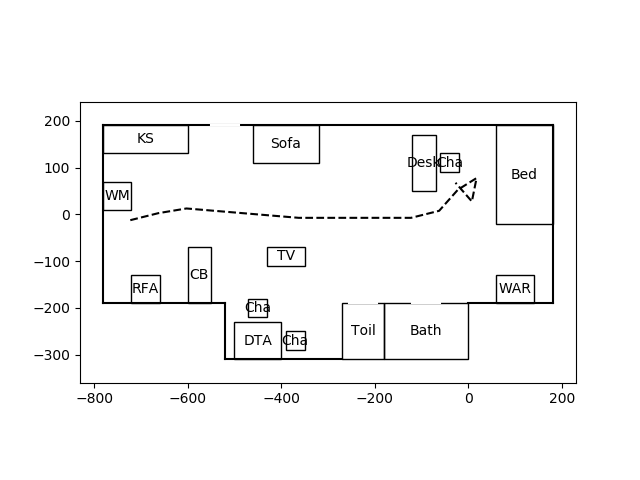 200
100
0
−100
−200
−300
KS
Sofa
Desk
Cha
Bed
WM
TV
CB
RFA
WAR
Cha
DTA
Cha
Toil
Bath
−800
−600
−400
−200
0
200